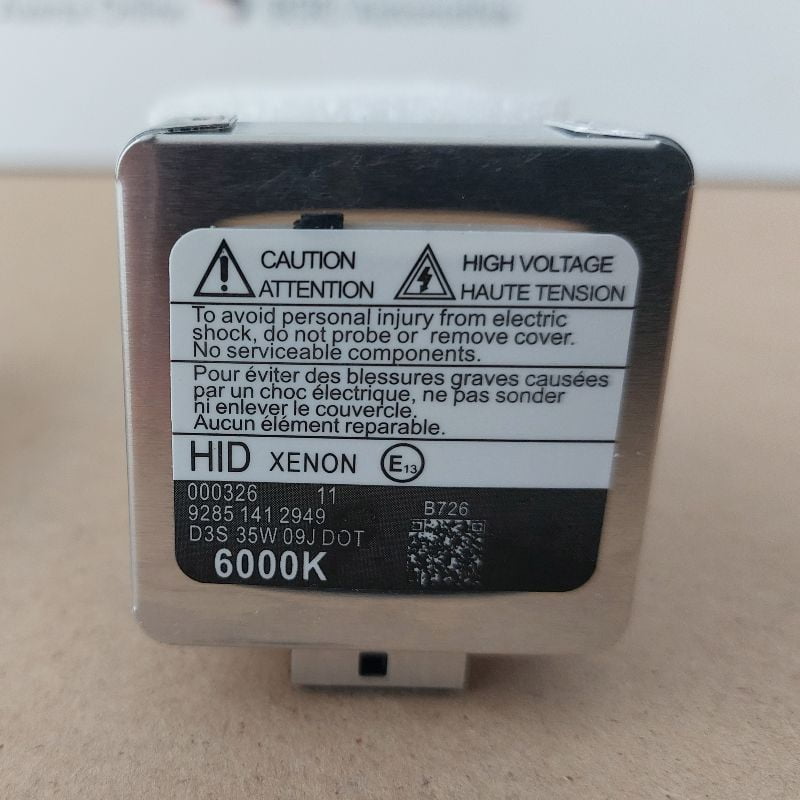 CAUTION
ATTENTION
HIGH VOLTAGE
HAUTE TENSION
To avoid personal injury from electric
shock, do not probe or remove cover.
No serviceable components.
Pour éviter des blessures graves causées
par un choc électrique, ne pas sonder
ni enlever le couvercle.
Aucun élément reparable.
HID XENON E13
000326 11
9285 141 2949
B726
D3S 35W 09J DOT
6000K